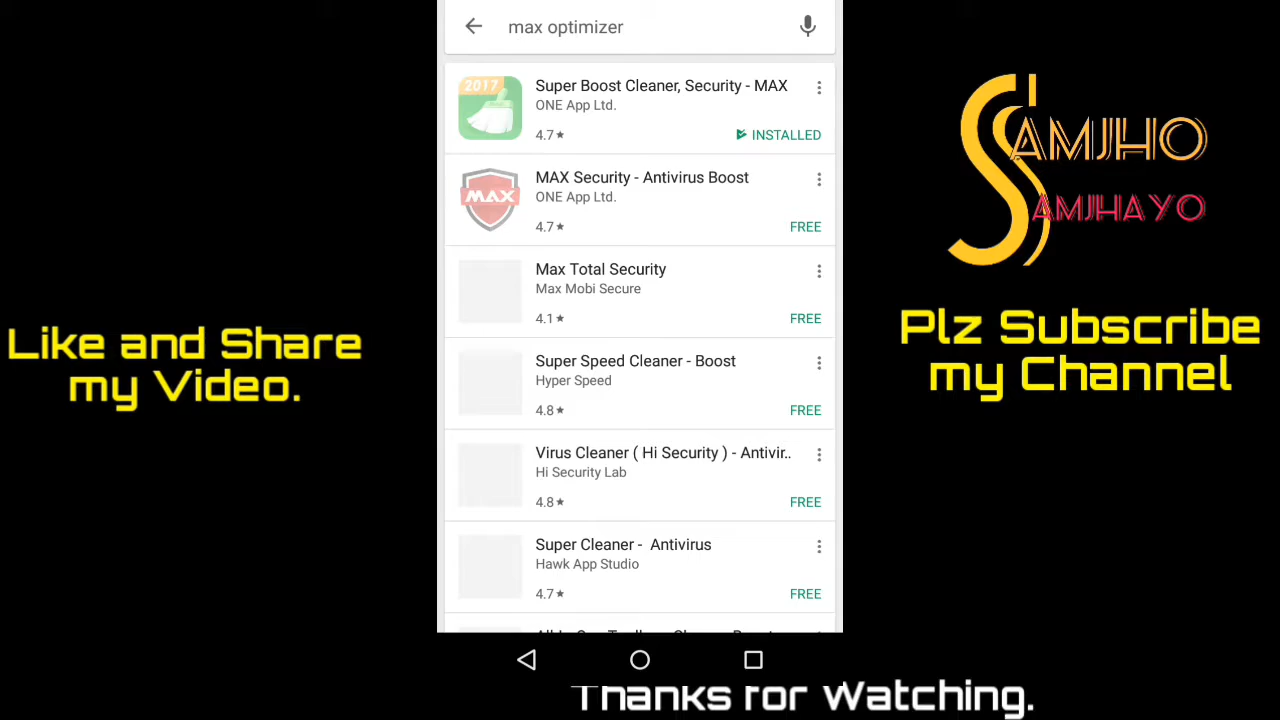 max optimizer
2017
Super Boost Cleaner, Security - MAX
ONE App Ltd.
4.7★
INSTALLED
MAX
MAX Security - Antivirus Boost
ONE App Ltd.
4.7★
FREE
Max Total Security
Max Mobi Secure
4.1★
FREE
Super Speed Cleaner - Boost
Hyper Speed
4.8★
FREE
Virus Cleaner ( Hi Security ) - Antivir..
Hi Security Lab
4.8★
FREE
Super Cleaner - Antivirus
Hawk App Studio
4.7★
FREE
Like and Share
my Video.
SAMJHO
SAMJHAYO
Plz Subscribe
my Channel
Thanks for Watching.